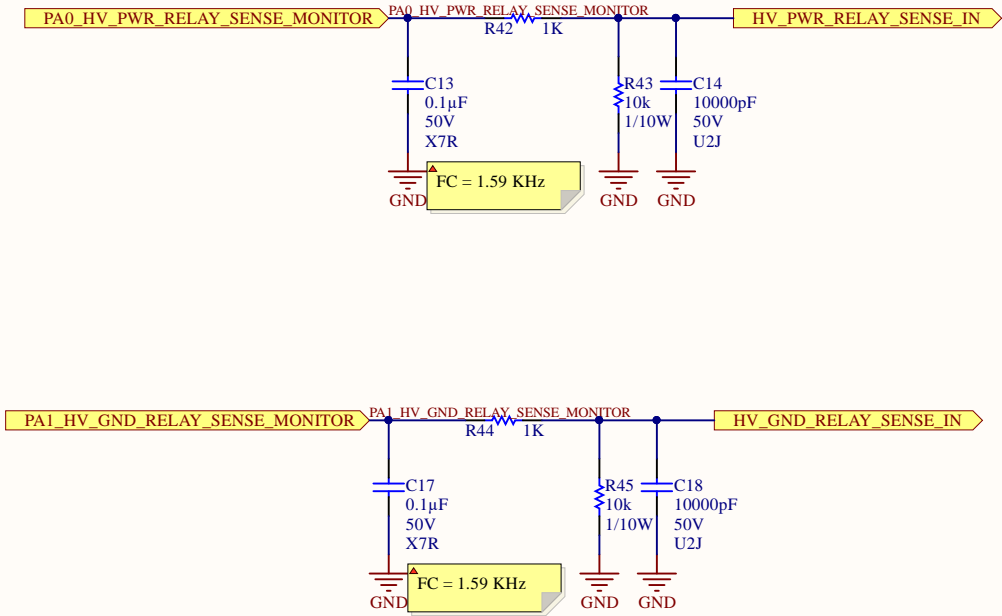 PA0_HV_PWR_RELAY_SENSE_MONITOR
PA0_HV_PWR_RELAY_SENSE_MONITOR
HV_PWR_RELAY_SENSE_IN
R42
1K
C13
0.1µF
50V
X7R
R43
10k
1/10W
C14
10000pF
50V
U2J
FC = 1.59 KHz
GND
GND
GND
PA1_HV_GND_RELAY_SENSE_MONITOR
PA1_HV_GND_RELAY_SENSE_MONITOR
HV_GND_RELAY_SENSE_IN
R44
1K
C17
0.1µF
50V
X7R
R45
10k
1/10W
C18
10000pF
50V
U2J
FC = 1.59 KHz
GND
GND
GND